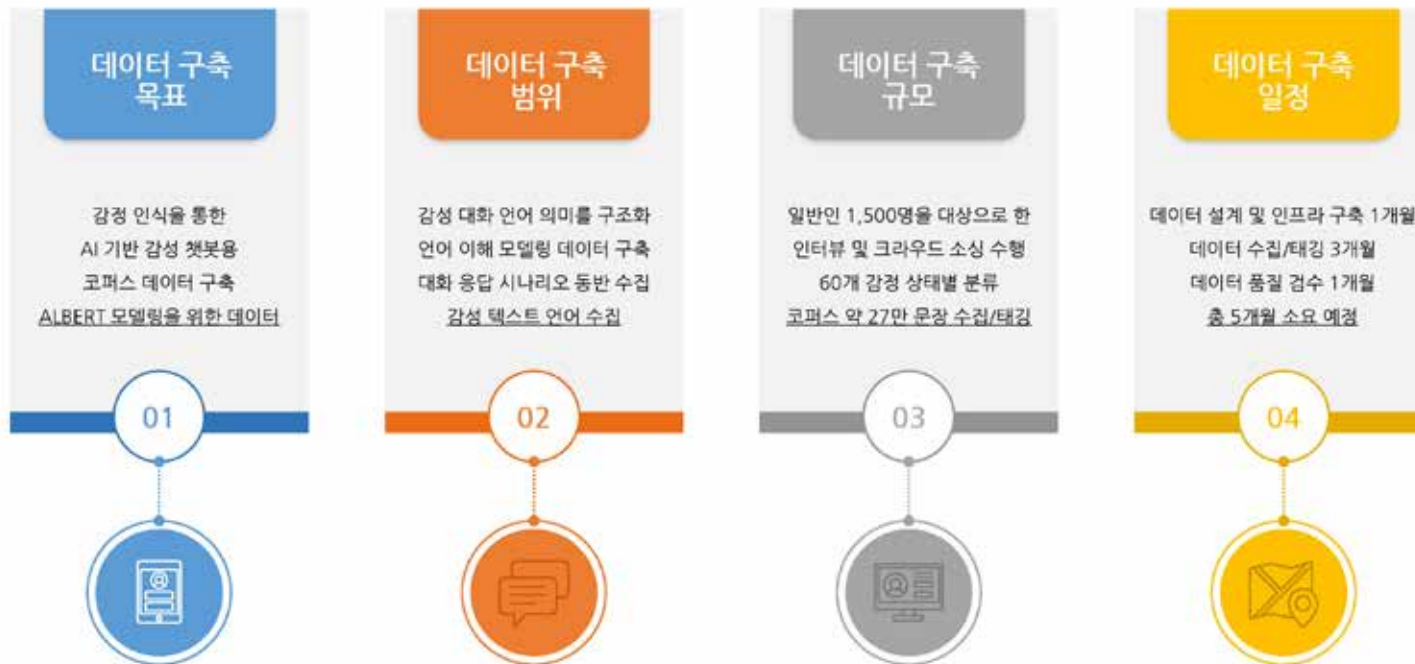 데이터 구축
목표
감정 인식을 통한
AI 기반 감성 챗봇용
코퍼스 데이터 구축
ALBERT 모델링을 위한 데이터
01
데이터 구축
범위
감성 대화 언어 의미를 구조화
언어 이해 모델링 데이터 구축
대화 응답 시나리오 동반 수집
감성 텍스트 언어 수집
02
데이터 구축
규모
일반인 1,500명을 대상으로 한
인터뷰 및 크라우드 소싱 수행
60개 감정 상태별 분류
코퍼스 약 27만 문장 수집/태깅
03
데이터 구축
일정
데이터 설계 및 인프라 구축 1개월
데이터 수집/태깅 3개월
데이터 품질 검수 1개월
총 5개월 소요 예정
04